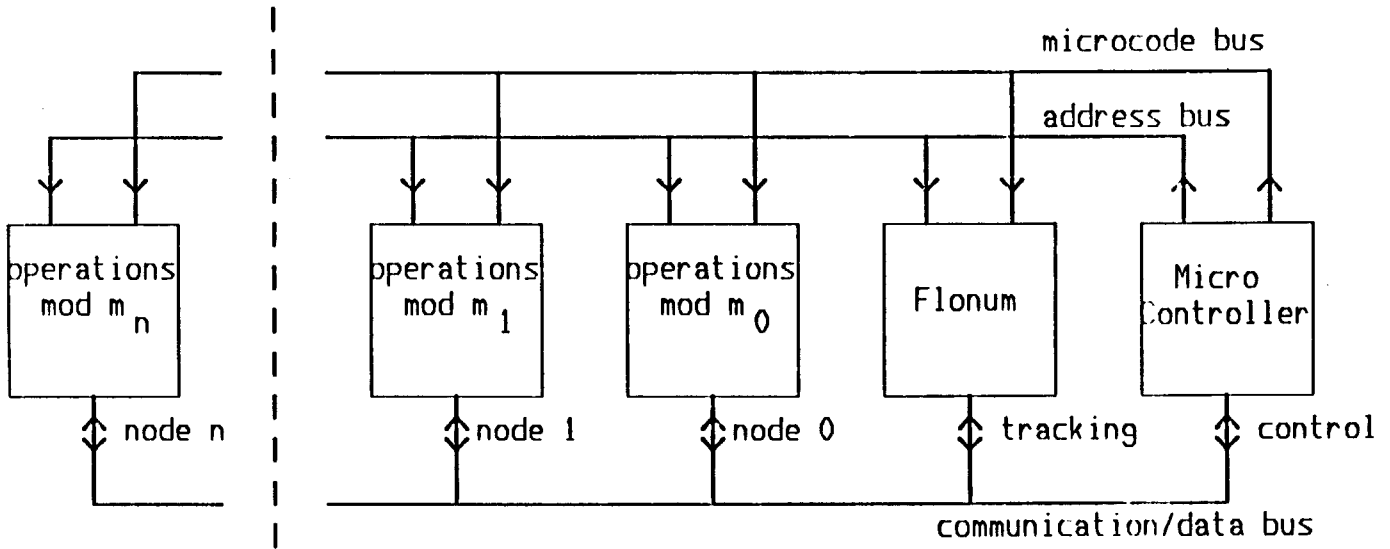 microcode bus
address bus
operations
mod m n
operations
mod m 1
operations
mod m 0
Flonum
Micro
Controller
node n
node 1
node 0
tracking
control
communication/data bus